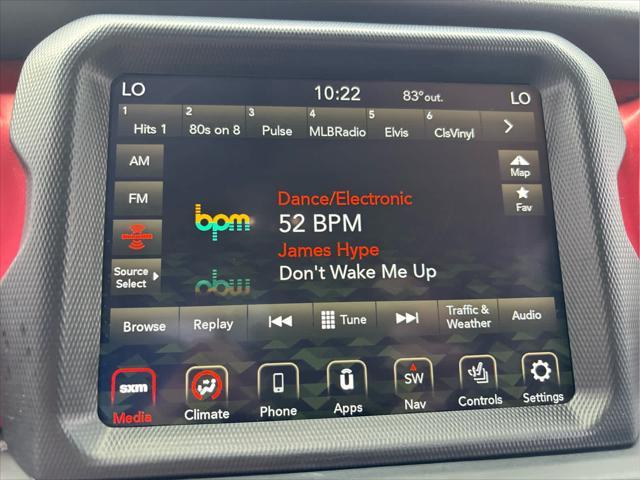 LO 10:22 83° out. LO
1 Hits 1 2 80s on 8 3 Pulse 4 MLBRadio 5 Elvis 6 ClsVinyl
AM
Map
FM
Fav
bpm
Dance/Electronic
52 BPM
James Hype
Don't Wake Me Up
Source
Select
Browse Replay Tune Traffic &
Weather Audio
sxm
SW
Media Climate Phone Apps Nav Controls Settings